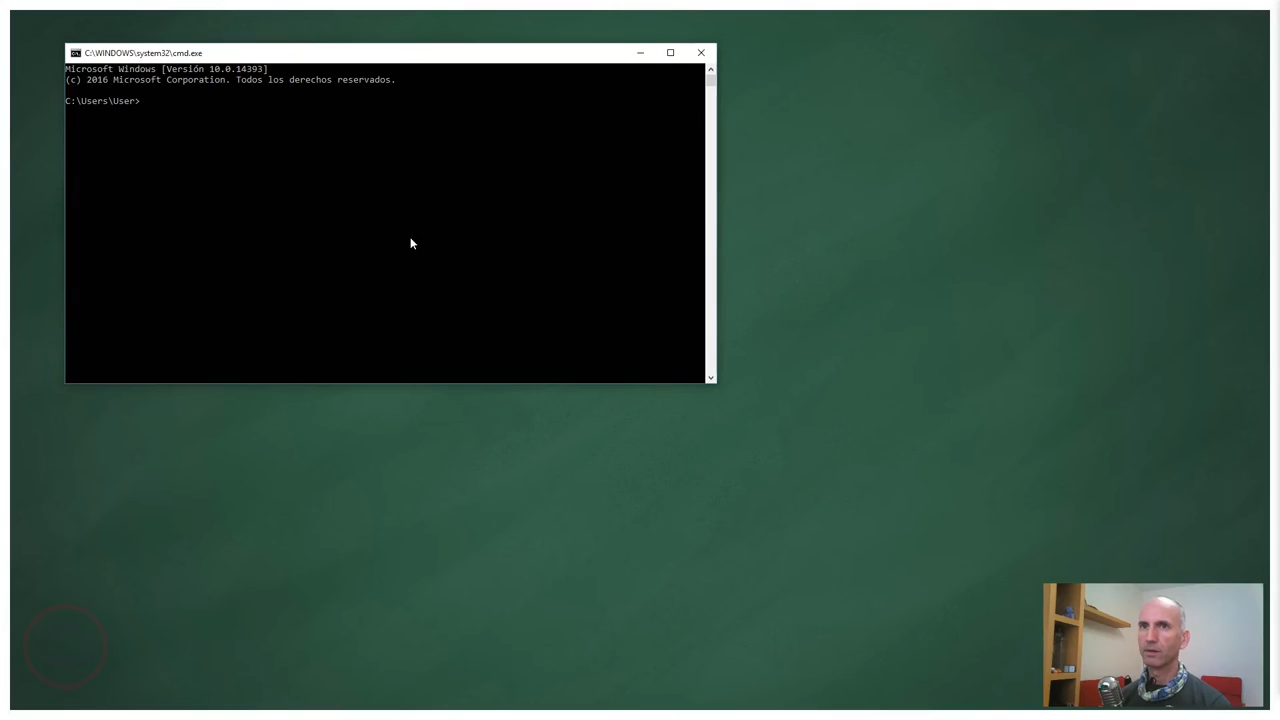 C:\WINDOWS\system32\cmd.exe
Microsoft Windows [Versión 10.0.14393]
(c) 2016 Microsoft Corporation. Todos los derechos reservados.
C:\Users\User>